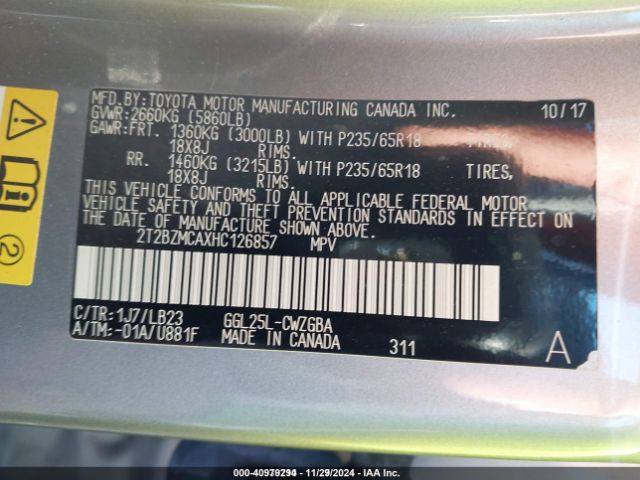 MFD.BY:TOYOTA MOTOR MANUFACTURING CANADA INC. 10/17
GVWR:2660KG (5860LB)
GAWR:FRT. 1360KG (3000LB) WITH P235/65R18 TIRES,
18X8J RIMS.
RR. 1460KG (3215LB) WITH P235/65R18 TIRES,
18X8J RIMS.
THIS VEHICLE CONFORMS TO ALL APPLICABLE FEDERAL MOTOR
VEHICLE SAFETY AND THEFT PREVENTION STANDARDS IN EFFECT ON
THE DATE OF MANUFACTURE SHOWN ABOVE.
2T2BZMCAXHC126857 MPV
C/TR:1J7/LB23 GGL25L-CWZGBA
A/TM:-01A/U881F MADE IN CANADA 311 A
2
000-40979294 - 11/29/2024 - IAA Inc.